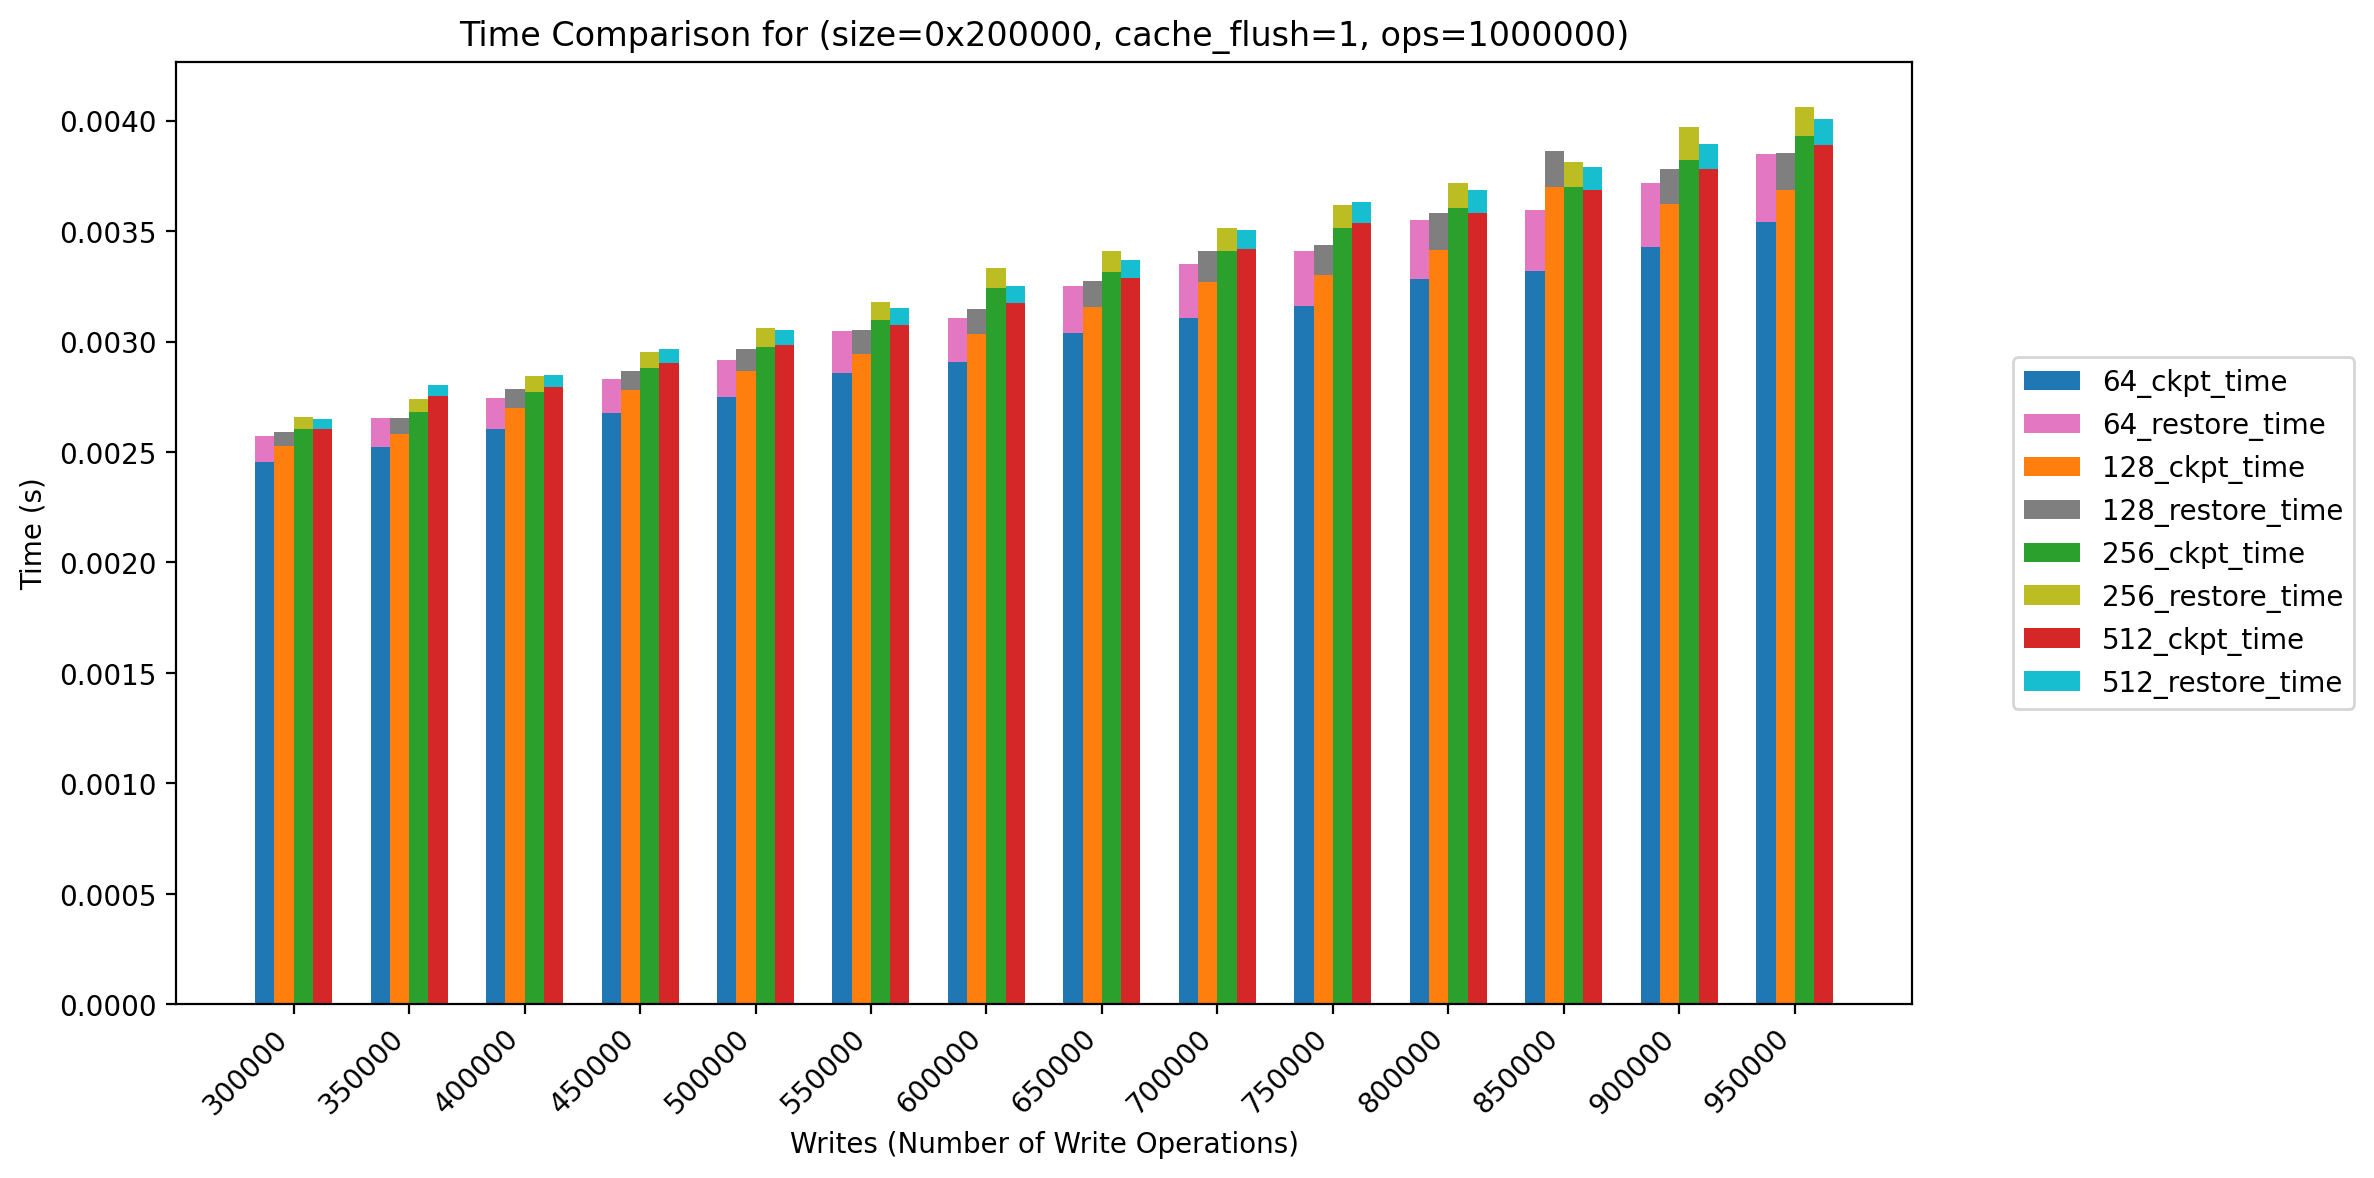 Time Comparison for (size=0x200000, cache_flush=1, ops=1000000)
Time (s)
0.0040
0.0035
0.0030
0.0025
0.0020
0.0015
0.0010
0.0005
0.0000
300000
350000
400000
450000
500000
550000
600000
650000
700000
750000
800000
850000
900000
950000
Writes (Number of Write Operations)
64_ckpt_time
64_restore_time
128_ckpt_time
128_restore_time
256_ckpt_time
256_restore_time
512_ckpt_time
512_restore_time